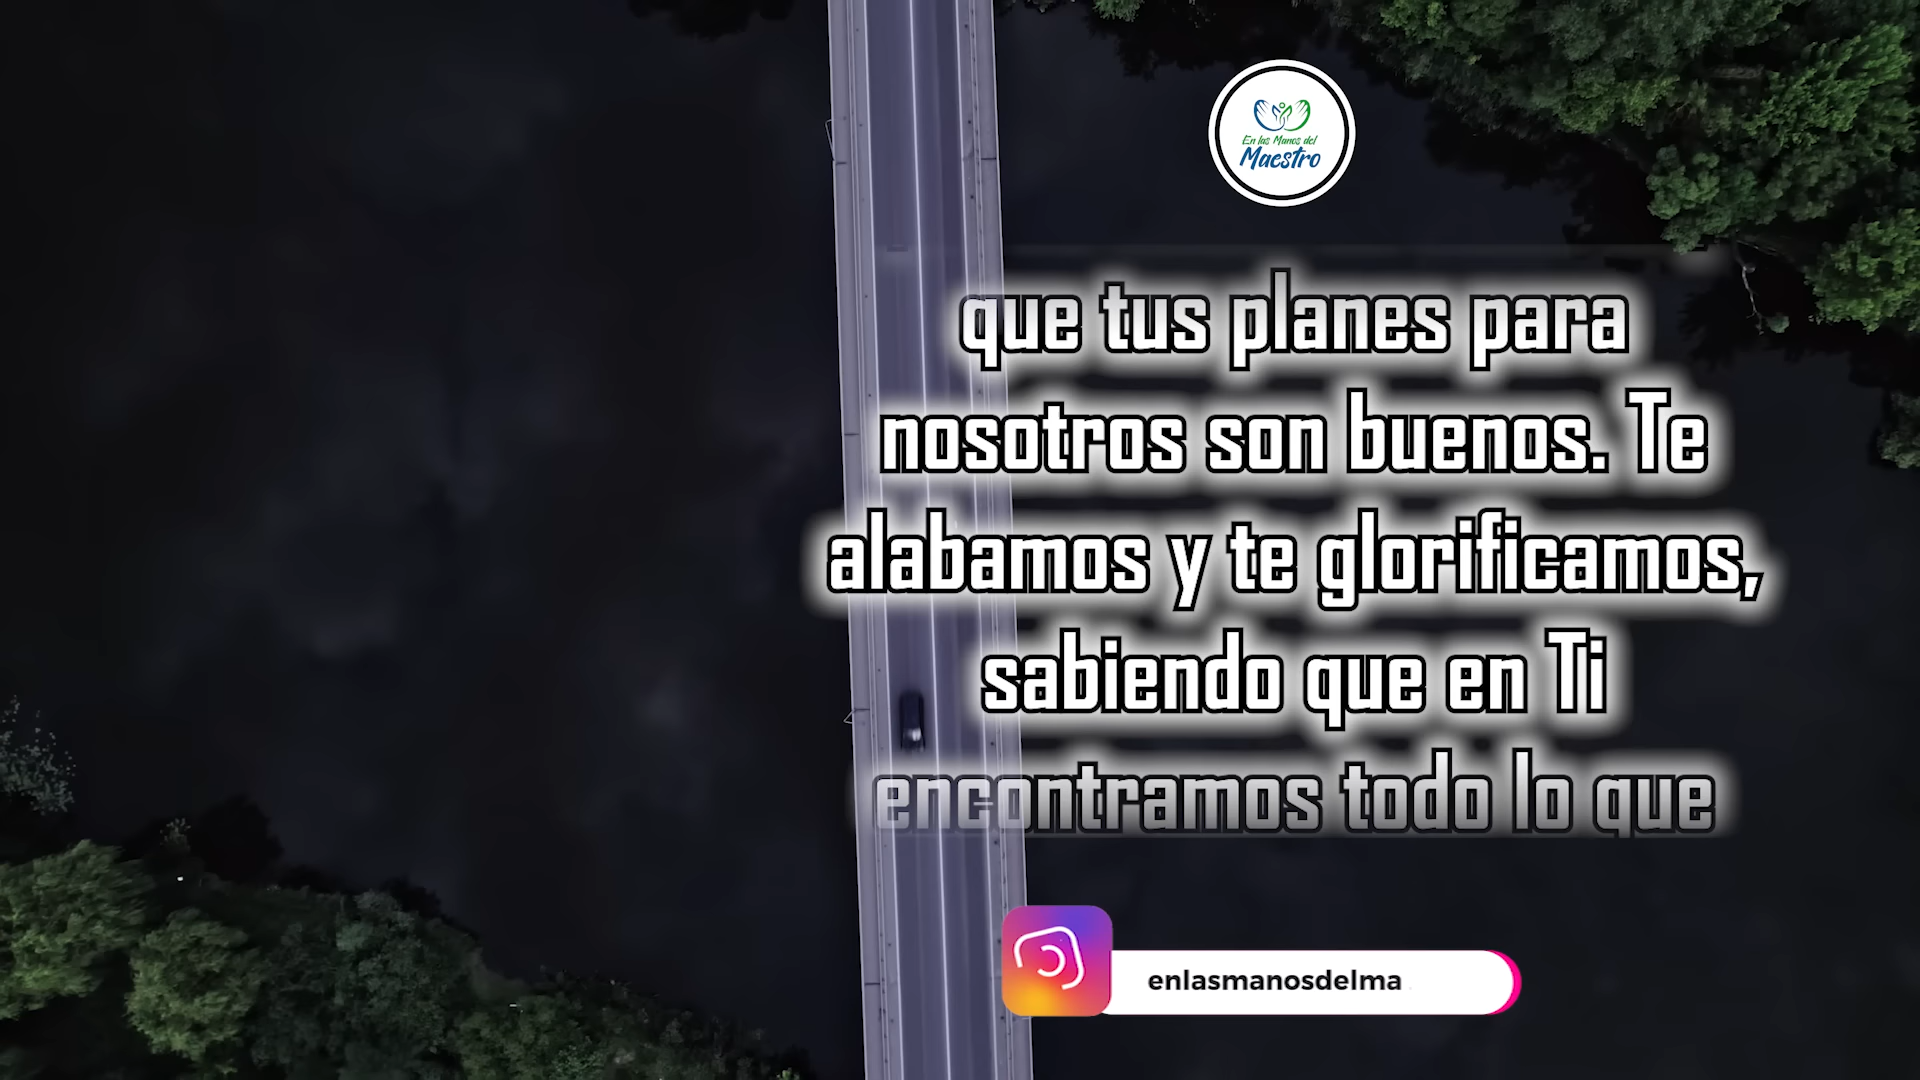 En las Manos del
Maestro
que tus planes para
nosotros son buenos. Te
alabamos y te glorificamos,
sabiendo que en Ti
encontramos todo lo que
enlasmanosdelma